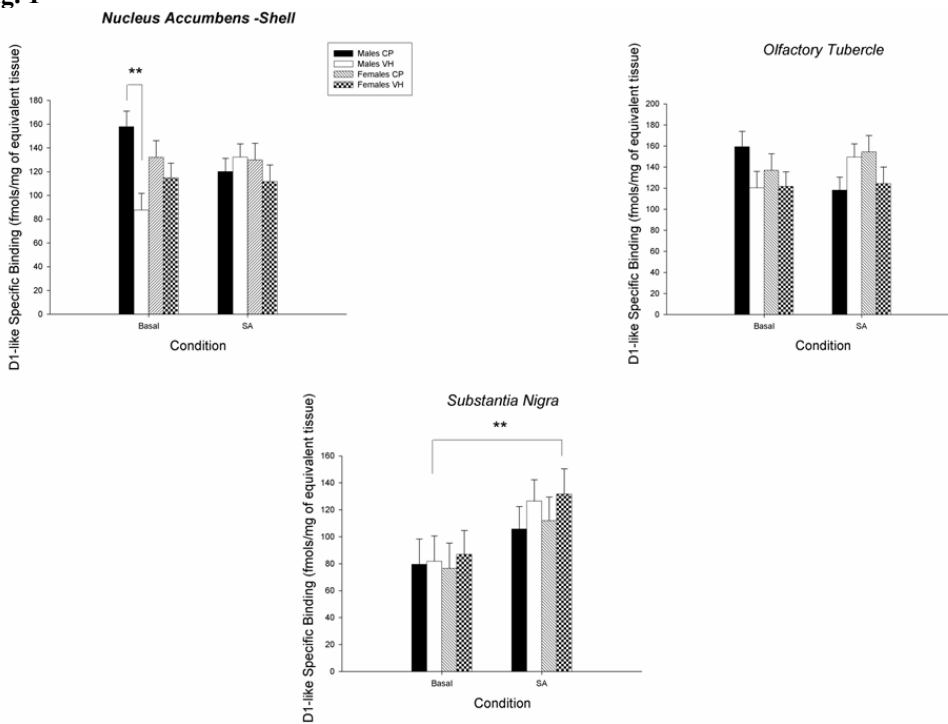 Nucleus Accumbens -Shell
D1-like Specific Binding (fmols/mg of equivalent tissue)
180
160
140
120
100
80
60
40
20
0
**
Basal
SA
Condition
Males CP
Males VH
Females CP
Females VH
Olfactory Tubercle
D1-like Specific Binding (fmols/mg of equivalent tissue)
200
180
160
140
120
100
80
60
40
20
0
Basal
SA
Condition
Substantia Nigra
D1-like Specific Binding (fmols/mg of equivalent tissue)
160
140
120
100
80
60
40
20
0
**
Basal
SA
Condition